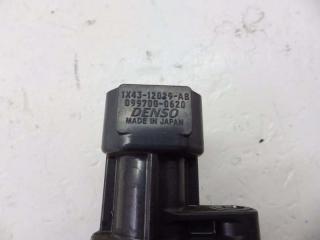 1X43-12029-AB
099700-0620
DENSO
MADE IN JAPAN